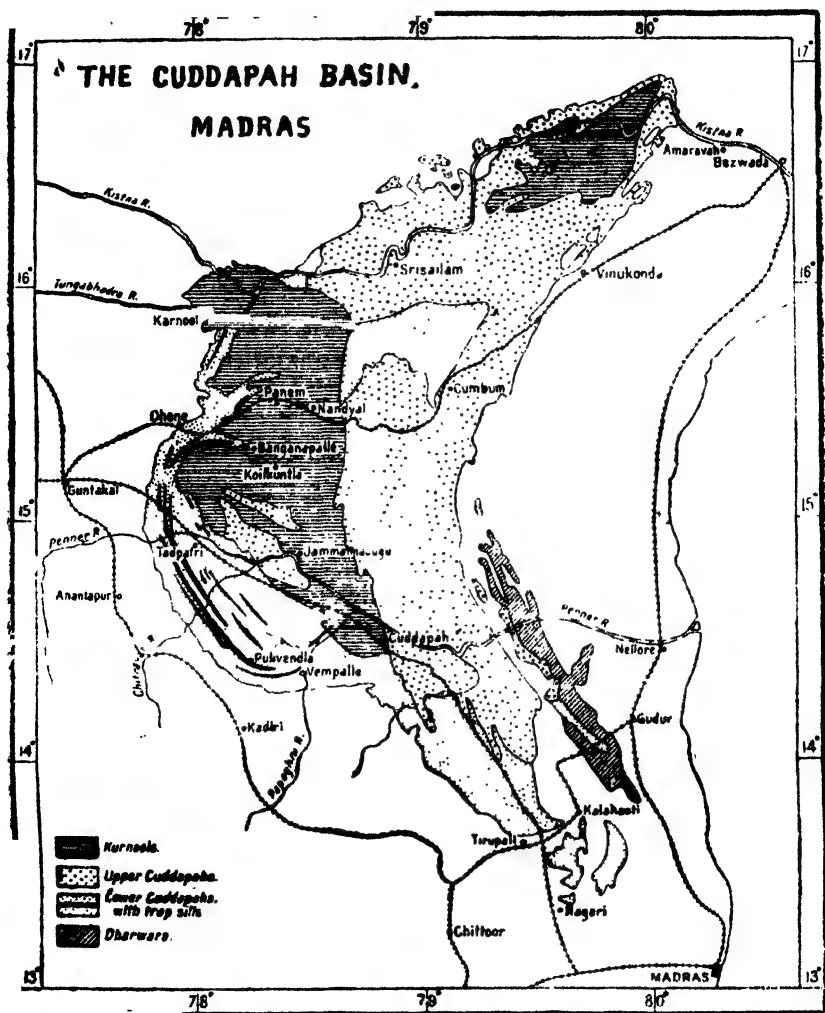 78° 79° 80°
17° 17°
THE CUDDAPAH BASIN.
MADRAS
Kistna R.
Amaravati
Bezwada
Kistna R.
16° Srisailam 16°
Vinukonda
Tungabhadra R.
Karnool
Cumbum
Panem
Nandyal
Dhone
Banganapalle
Koilkuntla
Guntakal
15° 15°
Penner R.
Tadpatri
Jammalamadugu
Anantapur
Penner R.
Cuddapah
Nellore
Pulivendla
Vempalle
Chitravati
Gudur
Kadiri
14° 14°
Papaghni R.
Kalahasti
Tirupati
Kurnools.
Upper Cuddapahs.
Lower Cuddapahs.
with trap sills
Dharwars.
Nagari
Chittoor
MADRAS
13° 13°
78° 79° 80°